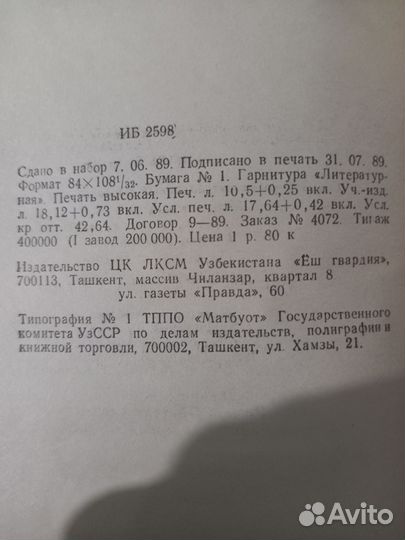 ИБ 2598
Сдано в набор 7. 06. 89. Подписано в печать 31. 07. 89.
Формат 84×108¹/₃₂. Бумага № 1. Гарнитура «Литератур-
ная». Печать высокая. Печ. л. 10,5+0,25 вкл. Уч.-изд.
л. 18,12+0,73 вкл. Усл. печ. л. 17,64+0,42 вкл. Усл.
кр отт. 42,64. Договор 9—89. Заказ № 4072. Тираж
400000 (I завод 200000). Цена 1 р. 80 к
Издательство ЦК ЛКСМ Узбекистана «Ёш гвардия»,
700113, Ташкент, массив Чиланзар, квартал 8
ул. газеты «Правда», 60
Типография № 1 ТППО «Матбуот» Государственного
комитета УзССР по делам издательств, полиграфии и
книжной торговли, 700002, Ташкент, ул. Хамзы, 21.
Avito